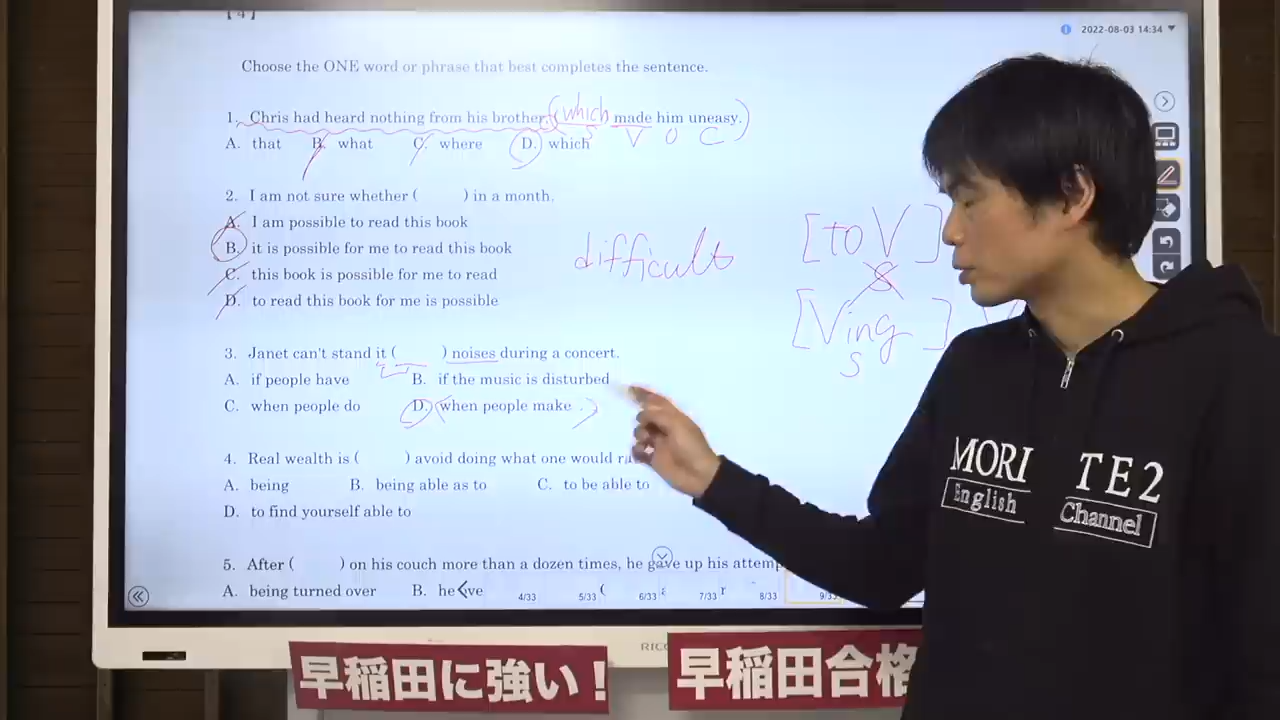 [4]
2022-08-03 14:34
Choose the ONE word or phrase that best completes the sentence.
1. Chris had heard nothing from his brother, (which made him uneasy.)
S V O C
A. that B. what C. where D. which
2. I am not sure whether ( ) in a month.
A. I am possible to read this book
B. it is possible for me to read this book
C. this book is possible for me to read
D. to read this book for me is possible
difficult
[to V]
S
[Ving] V
S
3. Janet can't stand it ( ) noises during a concert.
A. if people have B. if the music is disturbed
C. when people do D. when people make
4. Real wealth is ( ) avoid doing what one would
A. being B. being able as to C. to be able to
D. to find yourself able to
5. After ( ) on his couch more than a dozen times, he gave up his
A. being turned over B. he
4/33 5/33 6/33 7/33 8/33 9/33
MORI TE2
English Channel
早稲田に強い!
早稲田合格